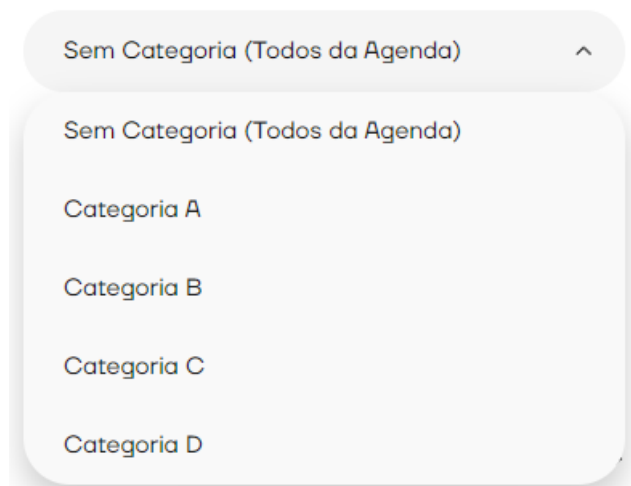 Sem Categoria (Todos da Agenda)
Sem Categoria (Todos da Agenda)
Categoria A
Categoria B
Categoria C
Categoria D